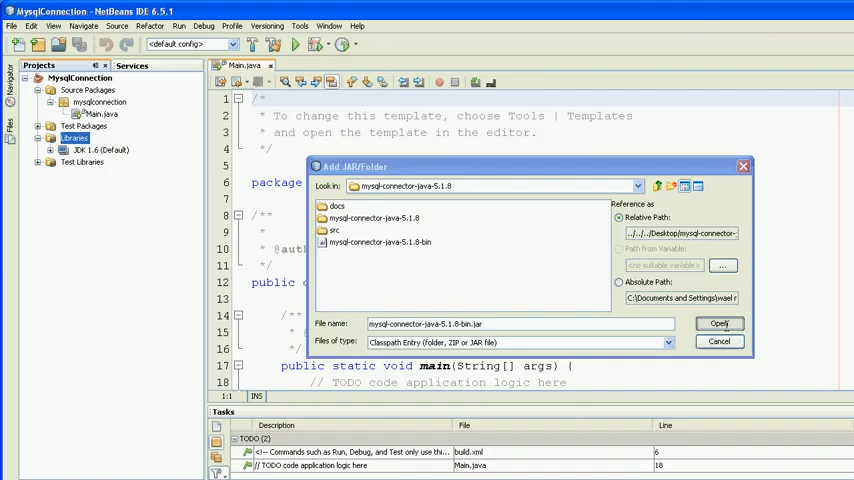 MysqlConnection - NetBeans IDE 6.5.1
File Edit View Navigate Source Refactor Run Debug Profile Versioning Tools Window Help
<default config>
Projects
Services
Main.java
Navigator
Files
MysqlConnection
Source Packages
mysqlconnection
Main.java
Test Packages
Libraries
JDK 1.6 (Default)
Test Libraries
1 /*
2 * To change this template, choose Tools | Templates
3 * and open the template in the editor.
4 */
5
6 package
7
8 /**
9 *
10 * @auth
11 */
12 public c
13
14 /**
15 *
16 *
17 public static void main(String[] args) {
18 // TODO code application logic here
Add JAR/Folder
Look in: mysql-connector-java-5.1.8
docs
mysql-connector-java-5.1.8
src
mysql-connector-java-5.1.8-bin
Reference as
Relative Path:
../../../Desktop/mysql-connector-
Path from Variable:
<no suitable variable>
...
Absolute Path:
C:\Documents and Settings\wael
File name: mysql-connector-java-5.1.8-bin.jar
Open
Files of type: Classpath Entry (folder, ZIP or JAR file)
Cancel
1:1 INS
Tasks
Description File Line
TODO (2)
<!-- Commands such as Run, Debug, and Test only use thi... build.xml 6
// TODO code application logic here Main.java 18